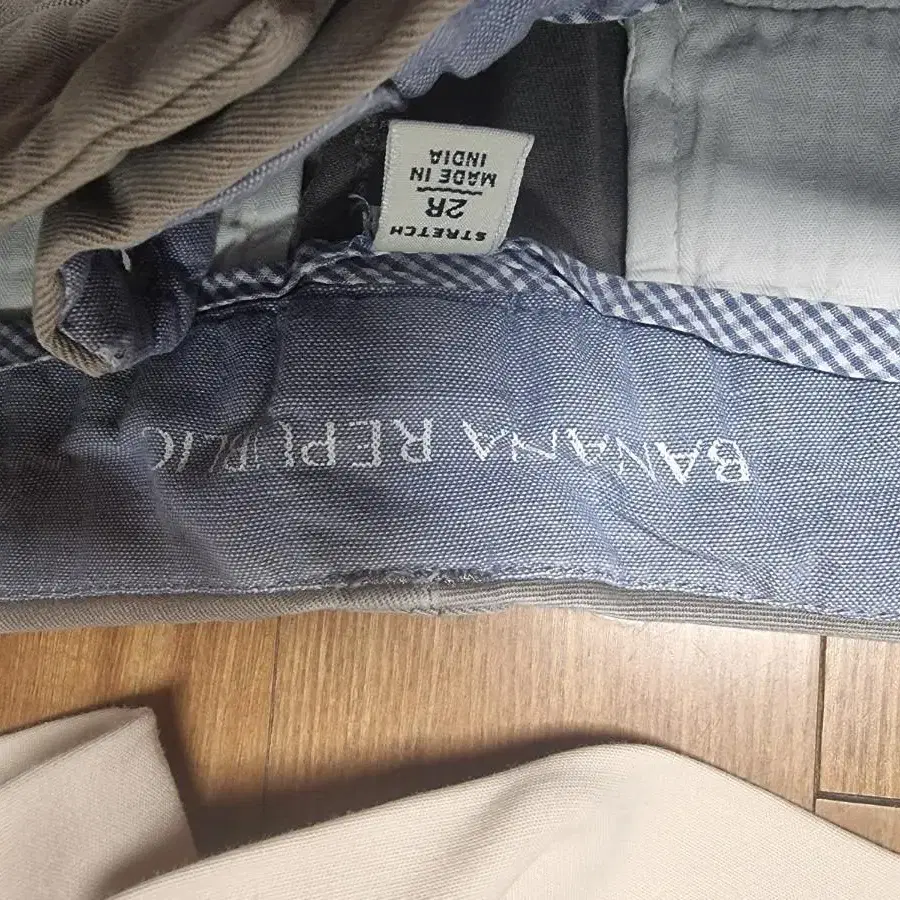 BANANA REPUBLIC
STRETCH
2R
MADE IN
INDIA